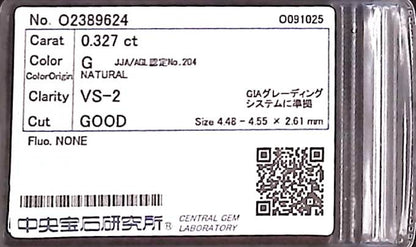 No. O2389624 O091025
Carat 0.327 ct
Color G JJA/AGL認定No.204
ColorOrigin NATURAL
Clarity VS-2 GIAグレーディング
システムに準拠
Cut GOOD Size 4.48 - 4.55 × 2.61 mm
Fluo. NONE
中央宝石研究所® CENTRAL GEM
LABORATORY